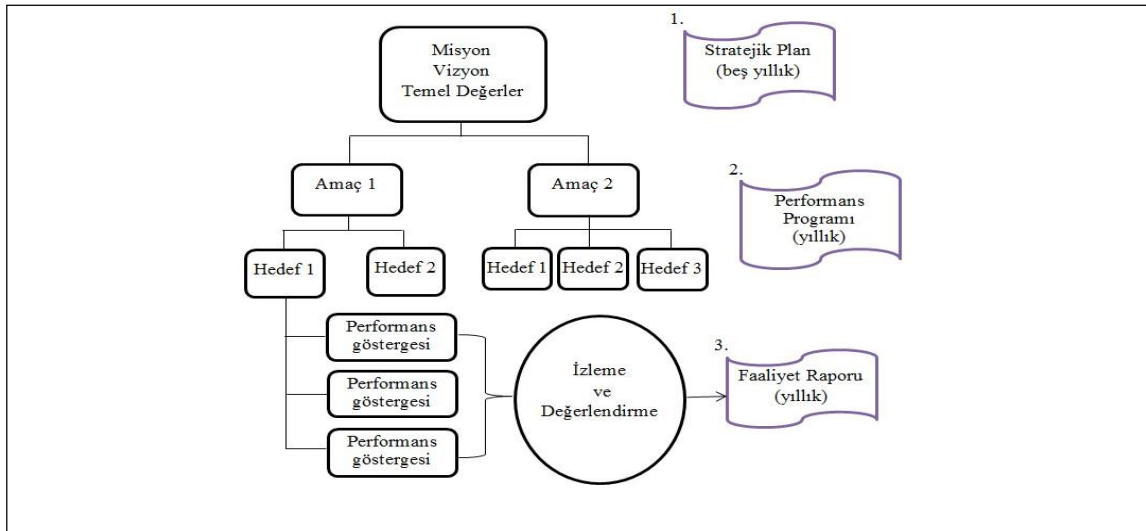 Misyon
Vizyon
Temel Değerler
1.
Stratejik Plan
(beş yıllık)
Amaç 1
Amaç 2
2.
Performans
Programı
(yıllık)
Hedef 1
Hedef 2
Hedef 1
Hedef 2
Hedef 3
Performans
göstergesi
Performans
göstergesi
Performans
göstergesi
İzleme
ve
Değerlendirme
3.
Faaliyet Raporu
(yıllık)